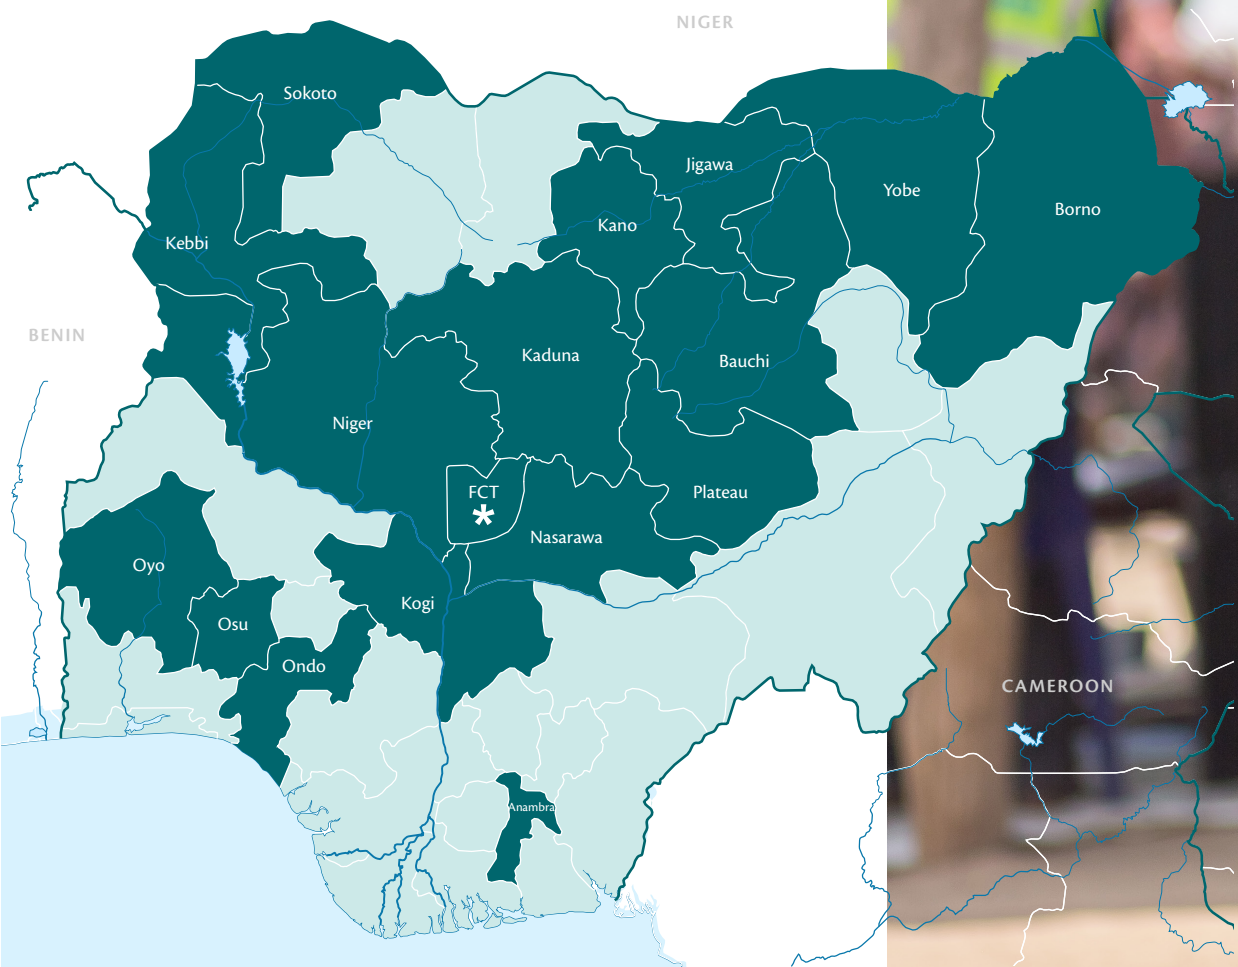 NIGER
Sokoto
Jigawa
Yobe
Borno
Kano
Kebbi
BENIN
Kaduna
Bauchi
Niger
FCT
Plateau
Nasarawa
Oyo
Kogi
Osu
Ondo
CAMEROON
Anambra